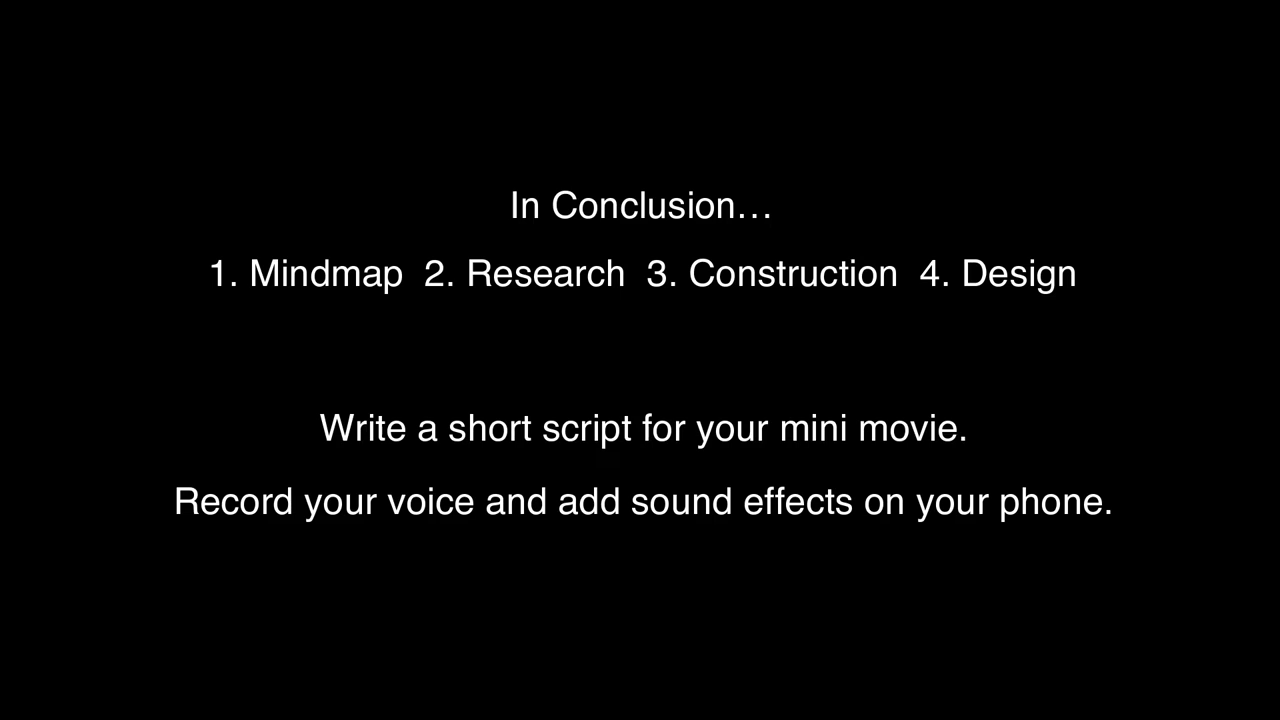 In Conclusion…
1. Mindmap 2. Research 3. Construction 4. Design
Write a short script for your mini movie.
Record your voice and add sound effects on your phone.